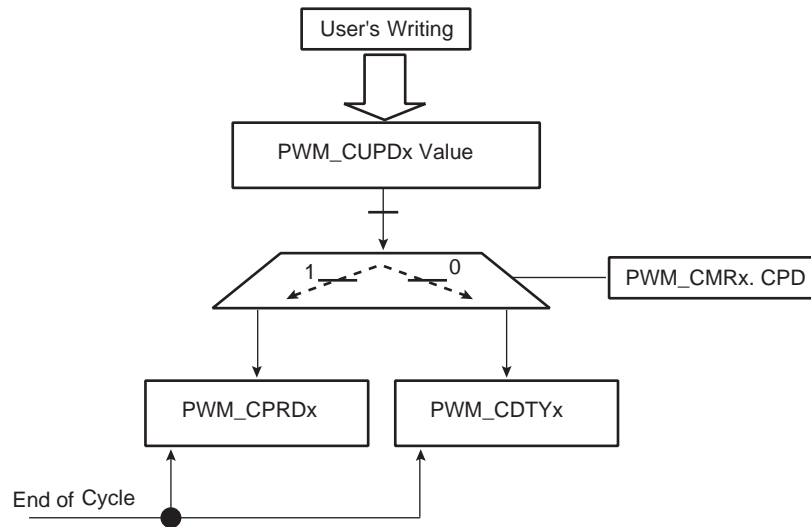 User's Writing
PWM_CUPDx Value
1
0
PWM_CMRx. CPD
PWM_CPRDx
PWM_CDTYx
End of Cycle